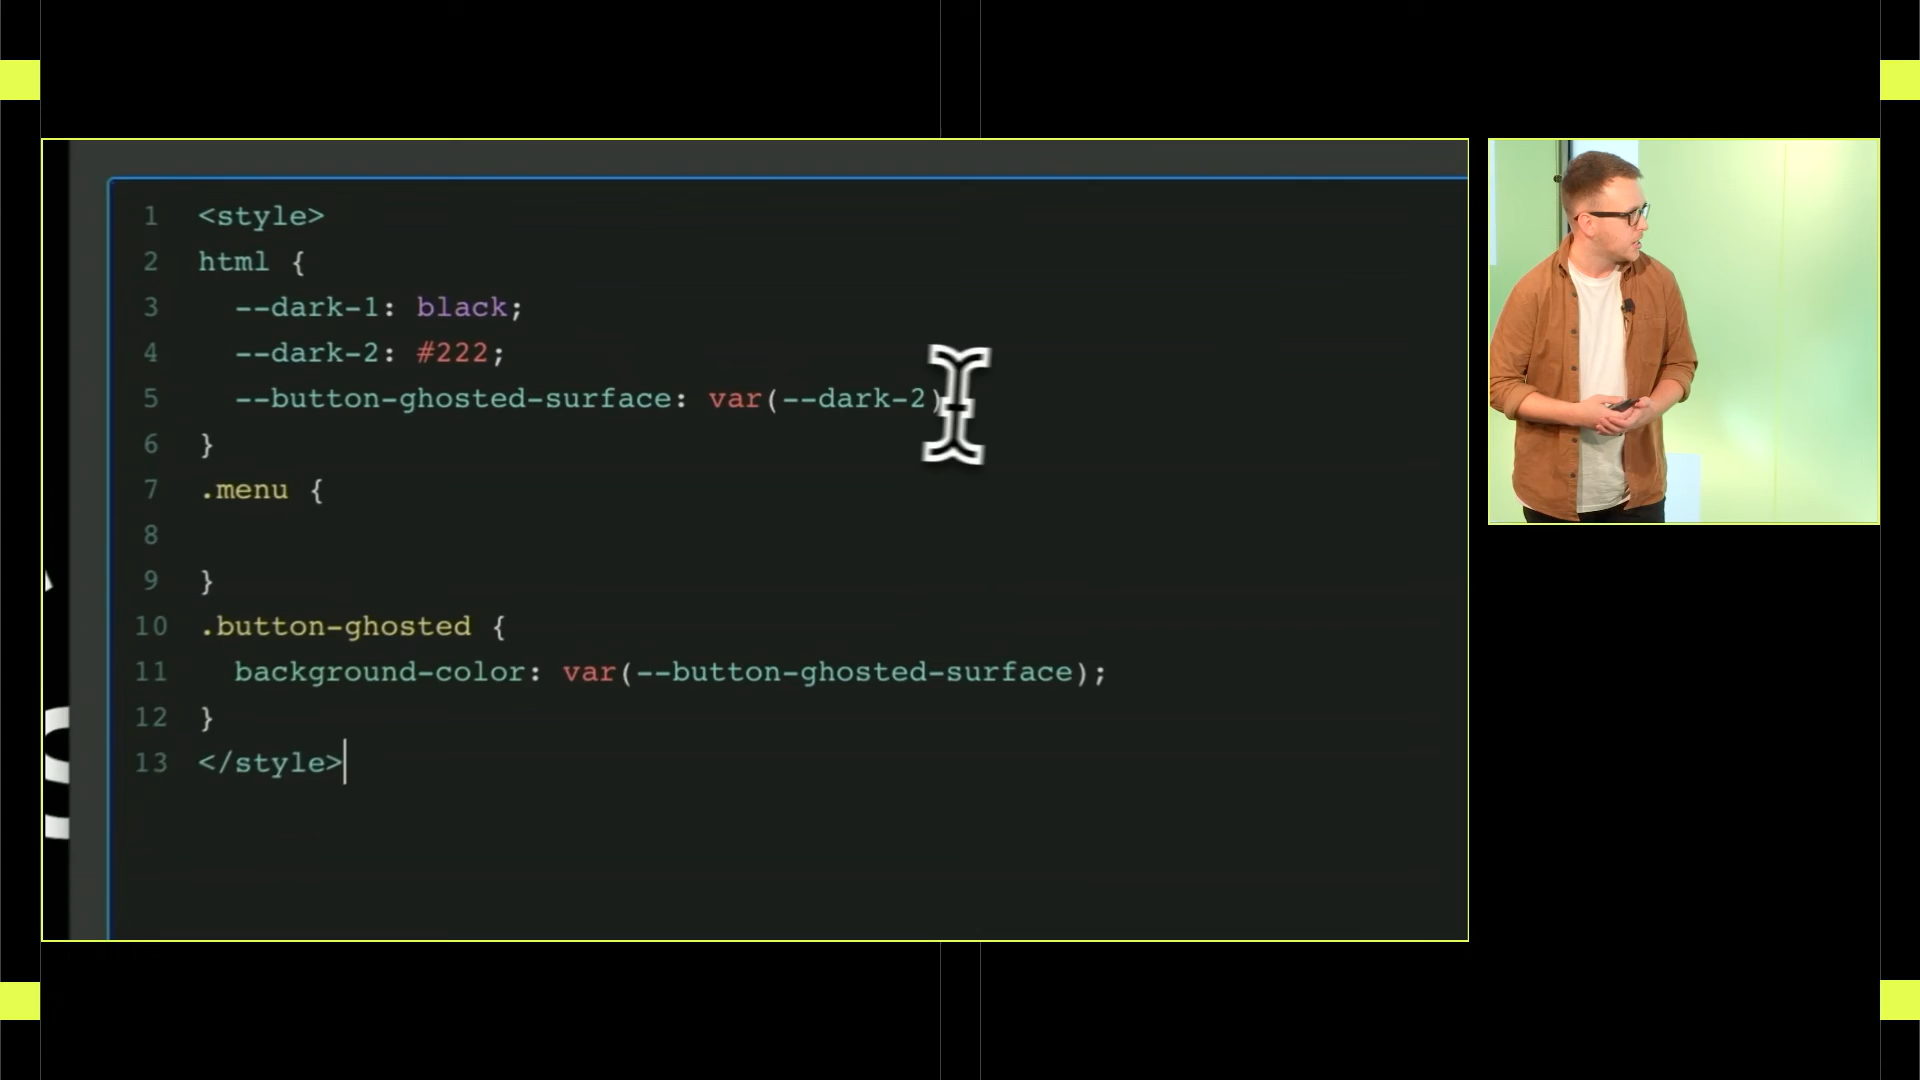 1 <style>
2 html {
3 --dark-1: black;
4 --dark-2: #222;
5 --button-ghosted-surface: var(--dark-2)
6 }
7 .menu {
8
9 }
10 .button-ghosted {
11 background-color: var(--button-ghosted-surface);
12 }
13 </style>